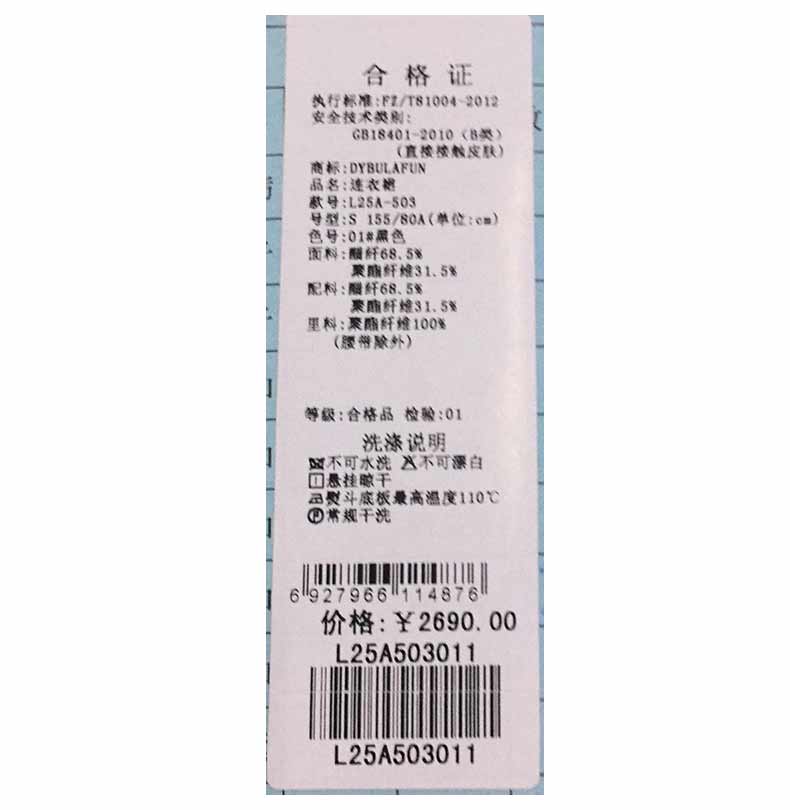 合格证
执行标准:FZ/T81004-2012
安全技术类别:
GB18401-2010(B类)
(直接接触皮肤)
商标:DYBULAFUN
品名:连衣裙
款号:L25A-503
号型:S 155/80A(单位:cm)
色号:01#黑色
面料:醋纤68.5%
聚酯纤维31.5%
配料:醋纤68.5%
聚酯纤维31.5%
里料:聚酯纤维100%
(腰带除外)
等级:合格品 检验:01
洗涤说明
不可水洗 不可漂白
悬挂晾干
熨斗底板最高温度110℃
Ⓟ常规干洗
6 927966 114876
价格:¥2690.00
L25A503011
L25A503011